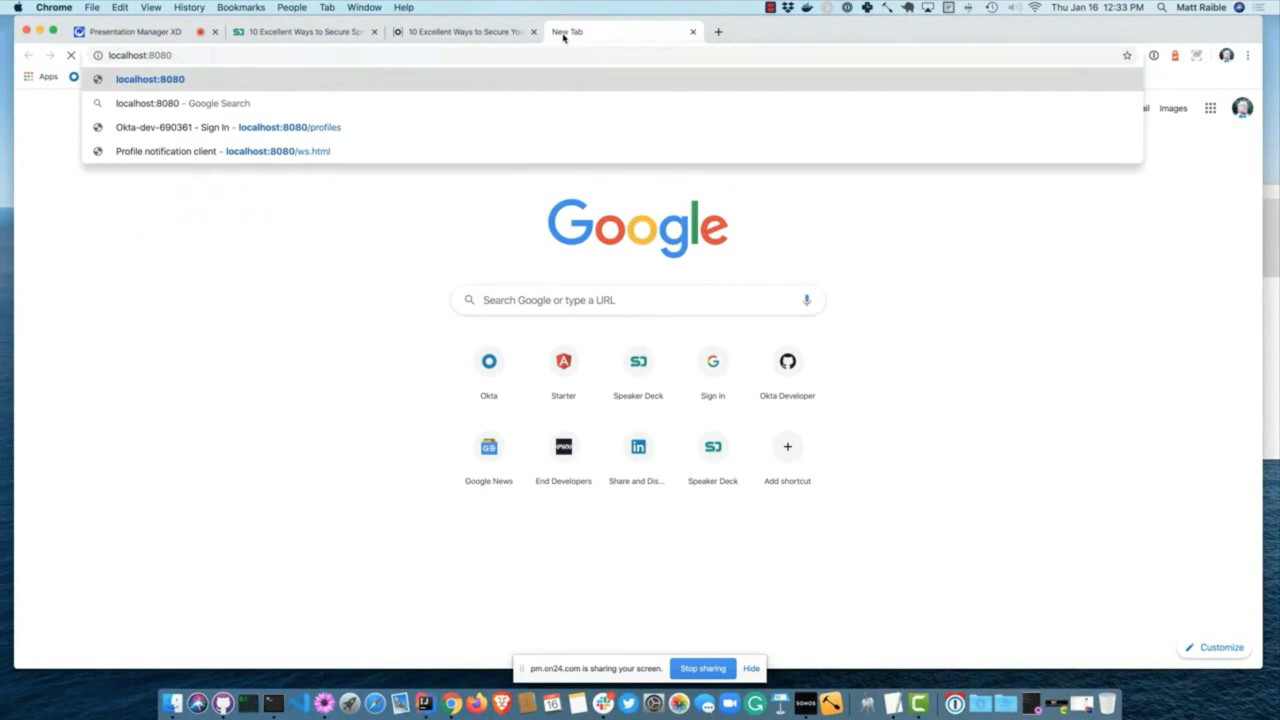 Chrome File Edit View History Bookmarks People Tab Window Help Thu Jan 16 12:33 PM Matt Raible
Presentation Manager XD
10 Excellent Ways to Secure Spr
10 Excellent Ways to Secure You
New Tab
localhost:8080
Apps
localhost:8080
localhost:8080 - Google Search
Okta-dev-690361 - Sign In - localhost:8080/profiles
Profile notification client - localhost:8080/ws.html
Images
Google
Search Google or type a URL
Okta
Starter
Speaker Deck
Sign in
Okta Developer
Google News
End Developers
Share and Dis...
Speaker Deck
Add shortcut
Customize
pm.on24.com is sharing your screen. Stop sharing Hide
16
SONOS